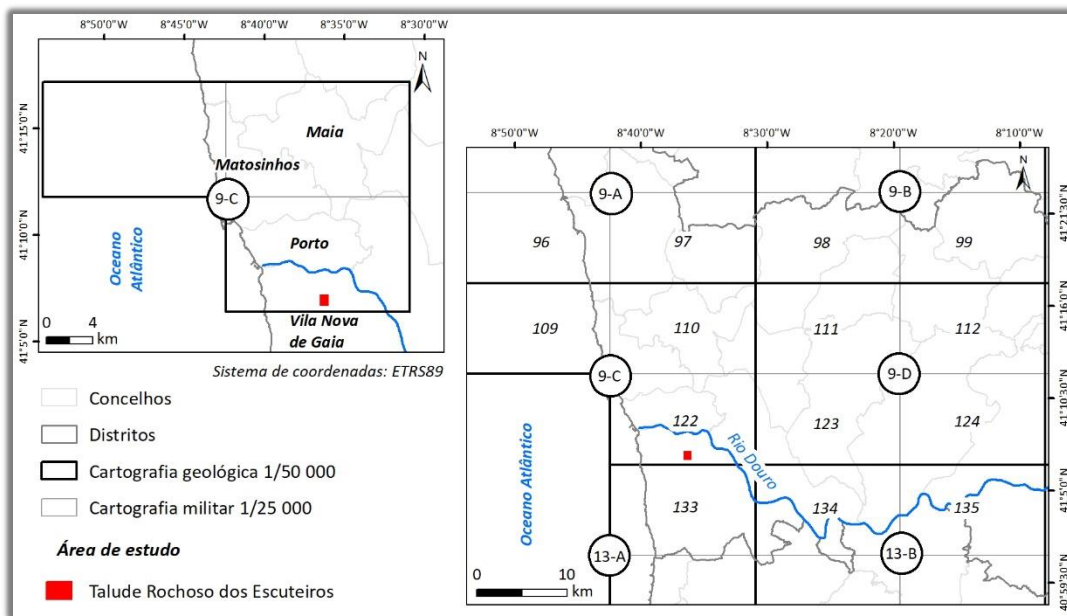 8°50'0"W 8°45'0"W 8°40'0"W 8°35'0"W 8°30'0"W
N
41°15'0"N
41°10'0"N
41°5'0"N
Maia
Matosinhos
9-C
Porto
Oceano
Atlântico
Vila Nova
de Gaia
0 4
km
Sistema de coordenadas: ETRS89
Concelhos
Distritos
Cartografia geológica 1/50 000
Cartografia militar 1/25 000
Área de estudo
Talude Rochoso dos Escuteiros
8°50'0"W 8°40'0"W 8°30'0"W 8°20'0"W 8°10'0"W
N
9-A 9-B
41°21'30"N
96 97 98 99
41°16'0"N
109 110 111 112
9-C 9-D
41°10'30"N
122 123 124
Rio Douro
Oceano Atlântico
41°5'0"N
133 134 135
13-A 13-B
40°59'30"N
0 10
km